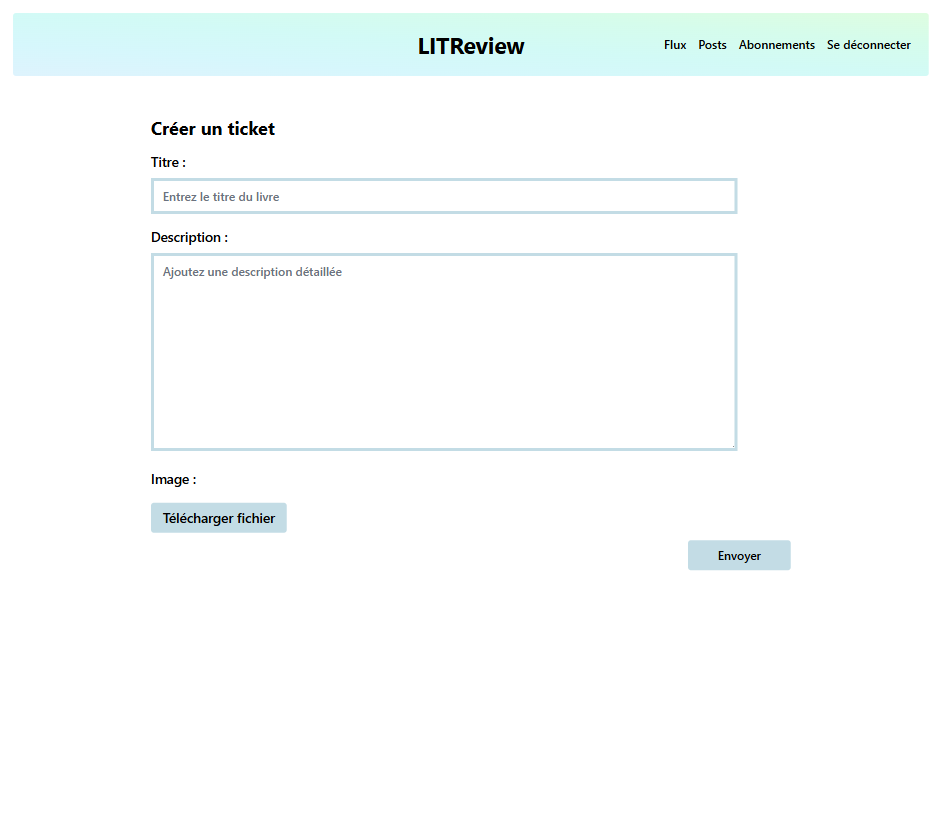 LITReview
Flux Posts Abonnements Se déconnecter
Créer un ticket
Titre :
Entrez le titre du livre
Description :
Ajoutez une description détaillée
Image :
Télécharger fichier
Envoyer